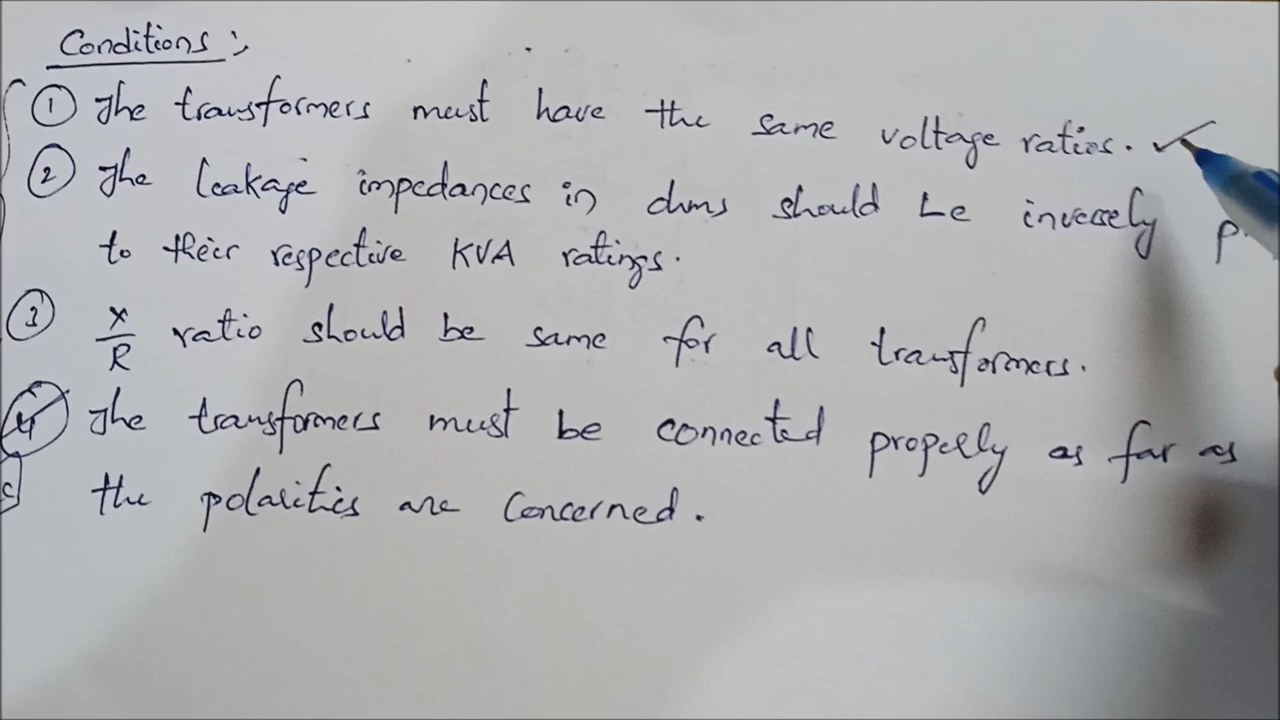 Conditions :-
① The transformers must have the same voltage ratios. ✓
② The leakage impedances in ohms should be inversely
to their respective KVA ratings.
③ X/R ratio should be same for all transformers.
④ The transformers must be connected properly as far as
the polarities are concerned.